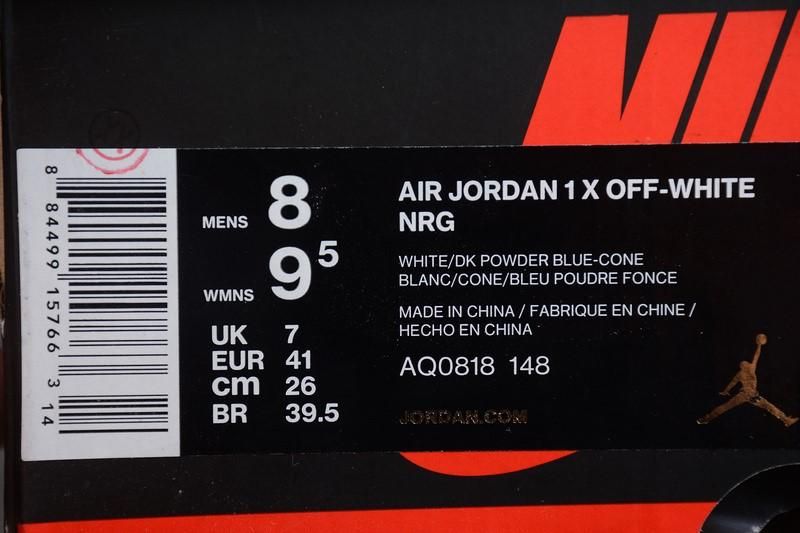 NIKE
8 84499 15766 3 14
MENS 8
WMNS 9⁵
UK 7
EUR 41
cm 26
BR 39.5
AIR JORDAN 1 X OFF-WHITE
NRG
WHITE/DK POWDER BLUE-CONE
BLANC/CONE/BLEU POUDRE FONCE
MADE IN CHINA / FABRIQUE EN CHINE /
HECHO EN CHINA
AQ0818 148
JORDAN.COM